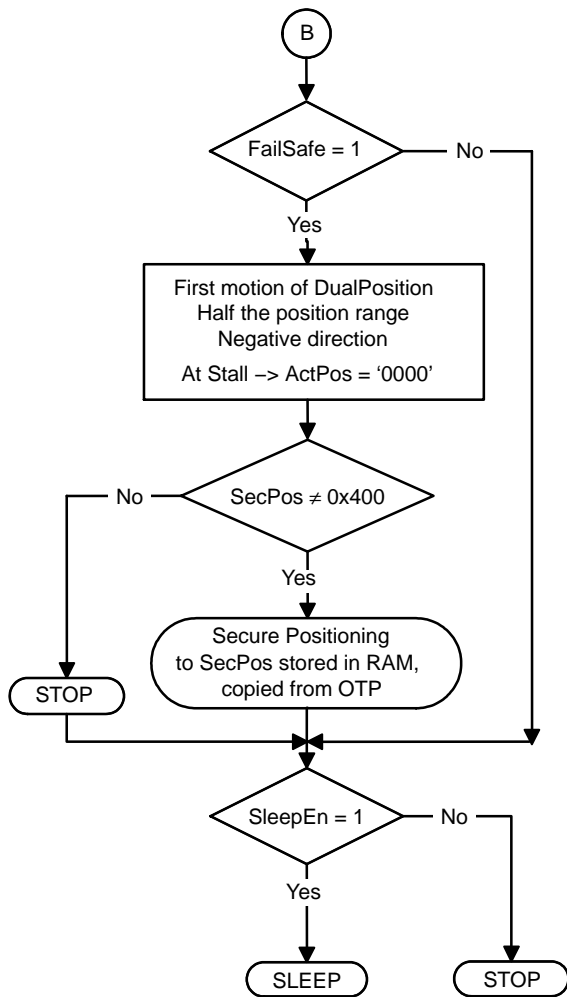 B
FailSafe = 1
No
Yes
First motion of DualPosition
Half the position range
Negative direction
At Stall −> ActPos = ‘0000’
No
SecPos ≠ 0x400
Yes
Secure Positioning
to SecPos stored in RAM,
copied from OTP
STOP
SleepEn = 1
No
Yes
SLEEP
STOP